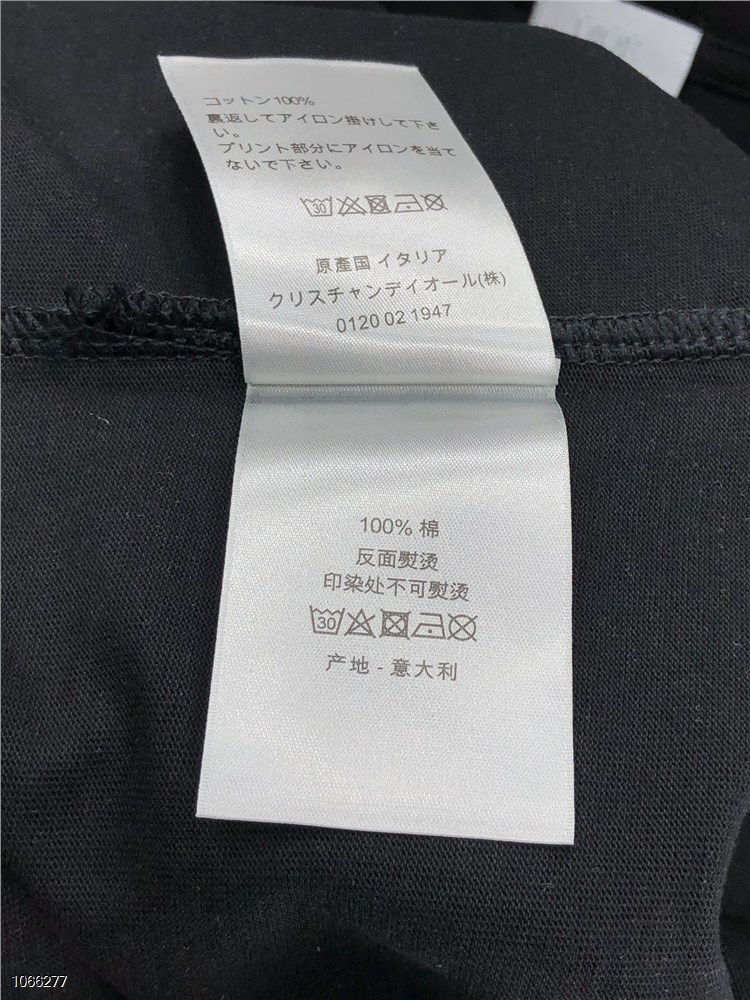 コットン100%
裏返してアイロン掛けして下さ
い。
プリント部分にアイロンを当て
ないで下さい。
30
原產国 イタリア
クリスチャンディオール(株)
0120 02 1947
100% 棉
反面熨烫
印染处不可熨烫
30
产地 - 意大利
1066277